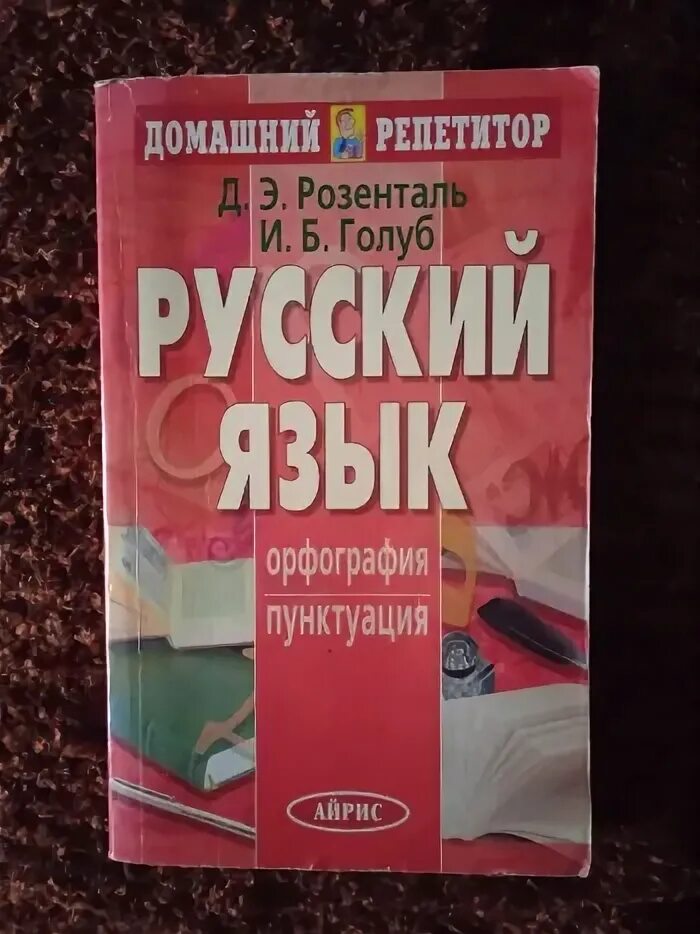 ДОМАШНИЙ РЕПЕТИТОР
Д. Э. Розенталь
И. Б. Голуб
РУССКИЙ
ЯЗЫК
орфография
пунктуация
АЙРИС